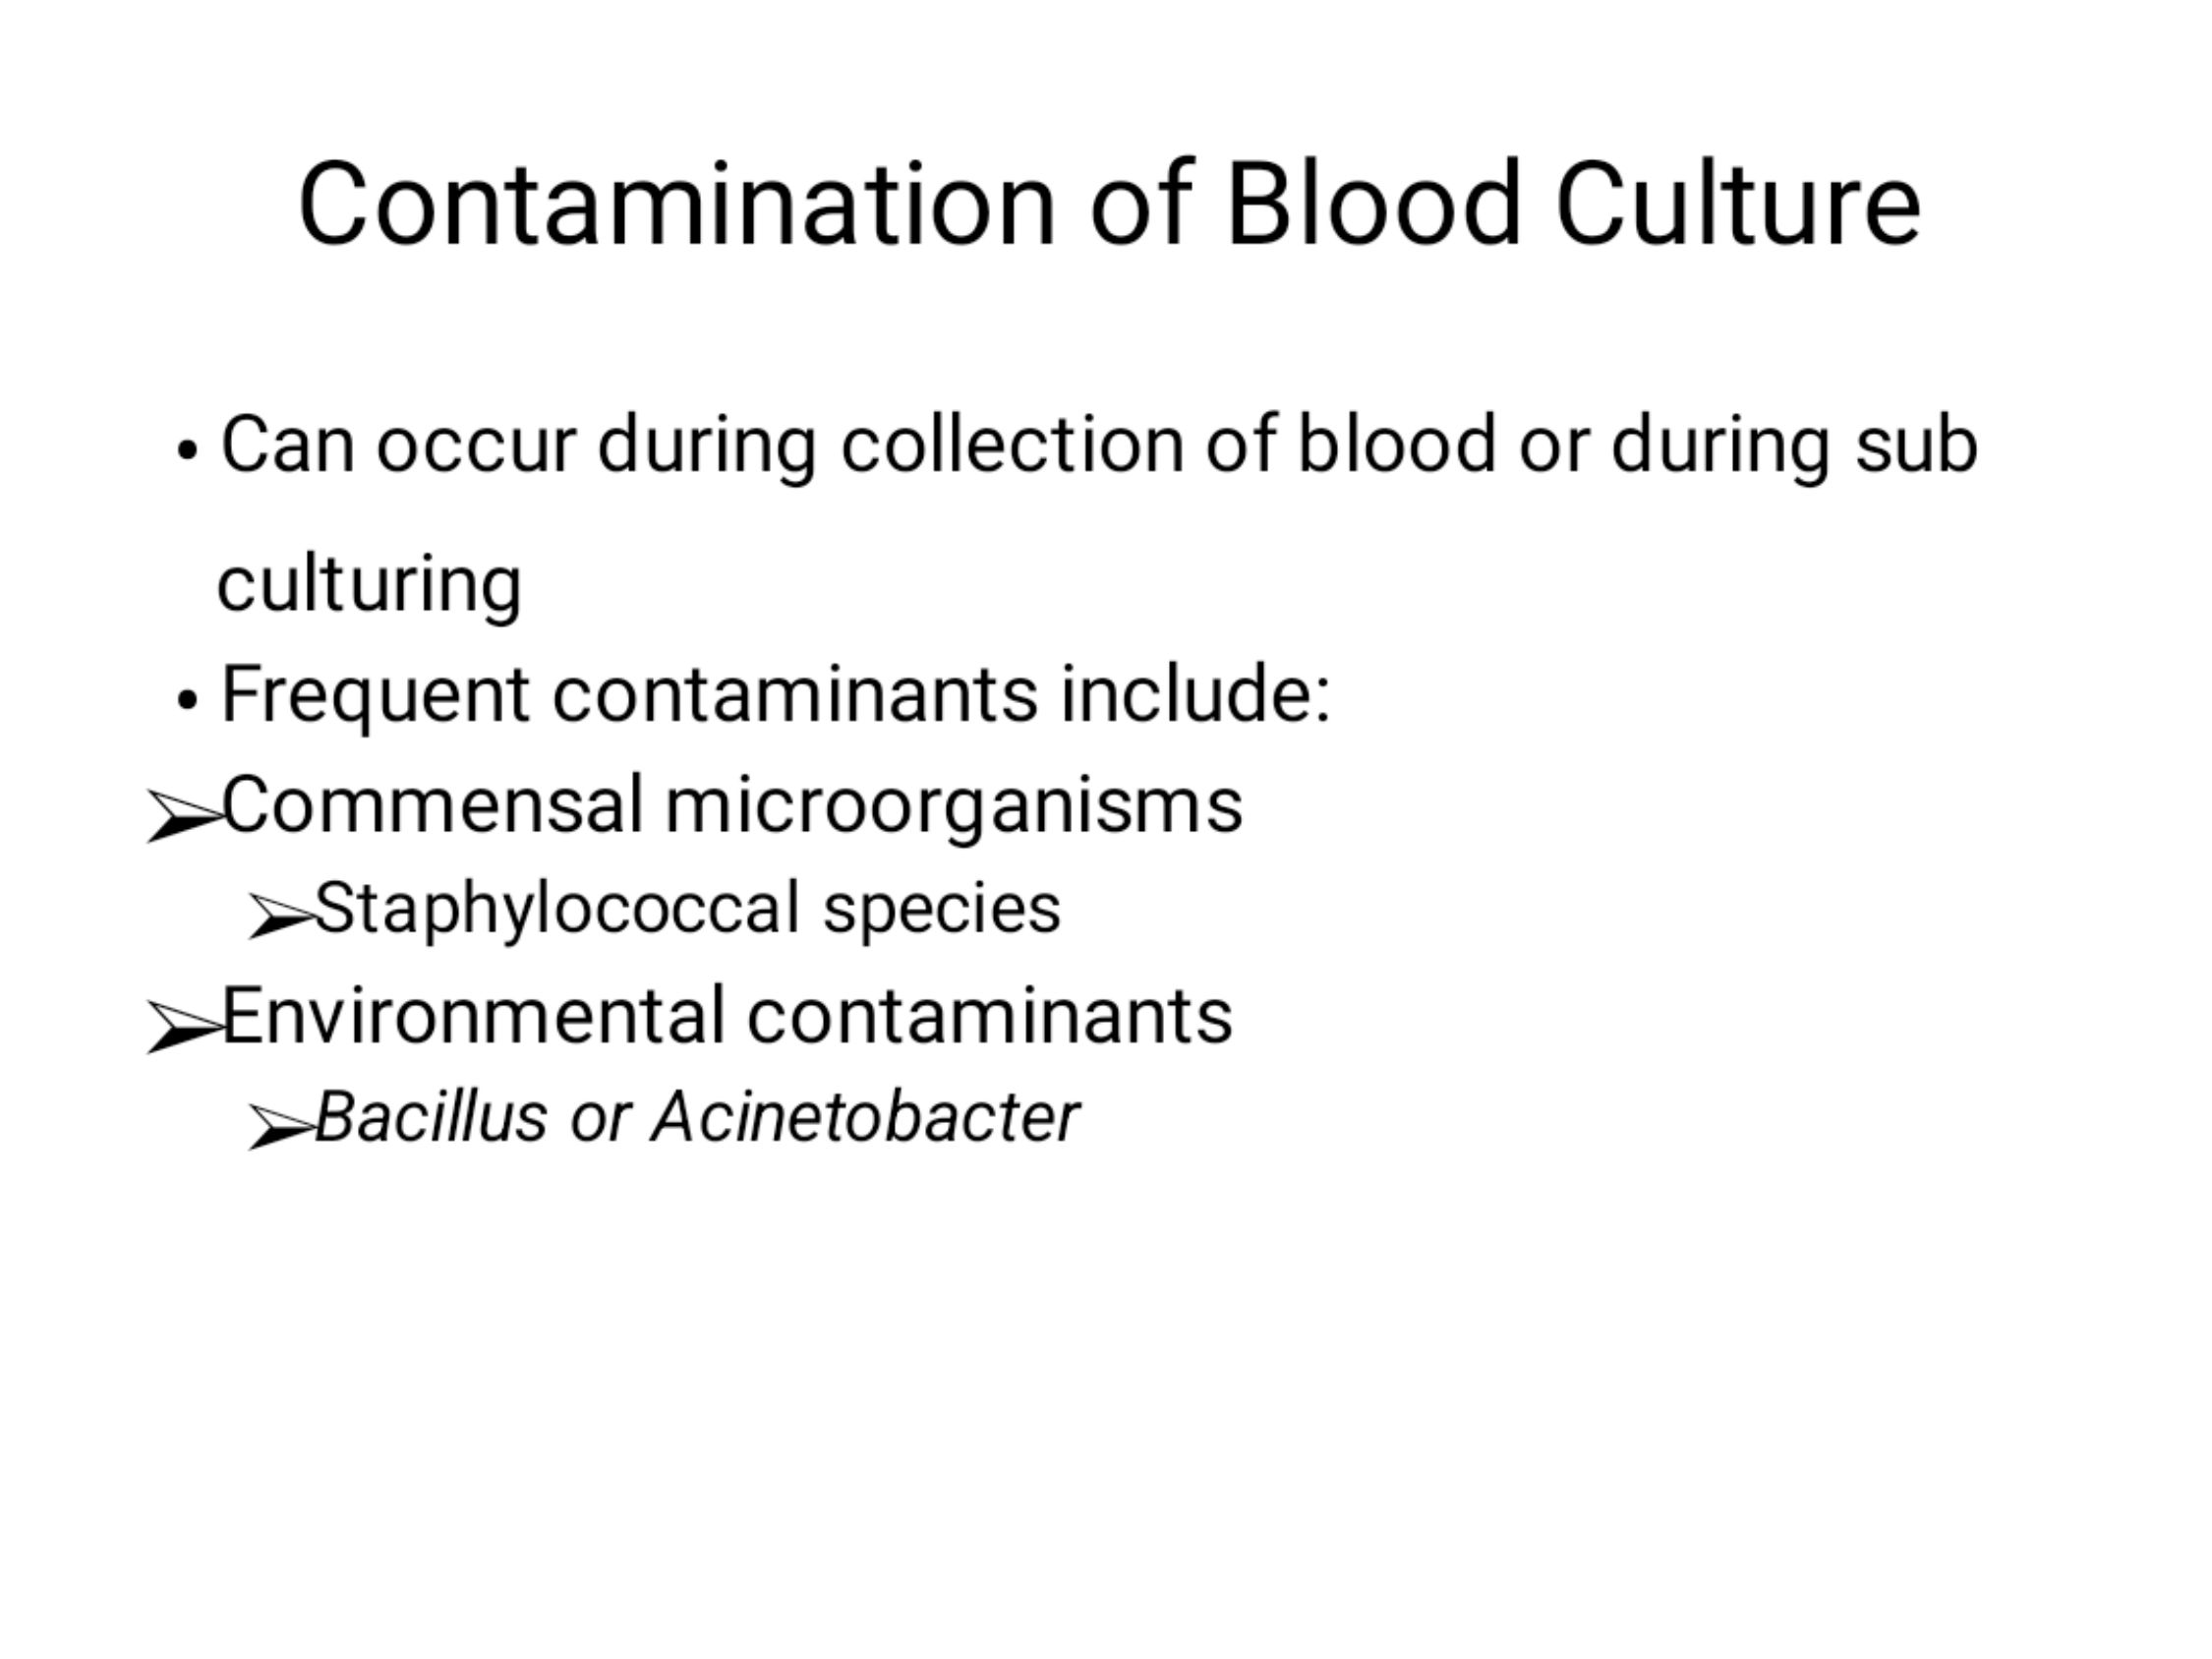 Contamination of Blood Culture
• Can occur during collection of blood or during sub
culturing
• Frequent contaminants include:
➢Commensal microorganisms
➢Staphylococcal species
➢Environmental contaminants
➢Bacillus or Acinetobacter